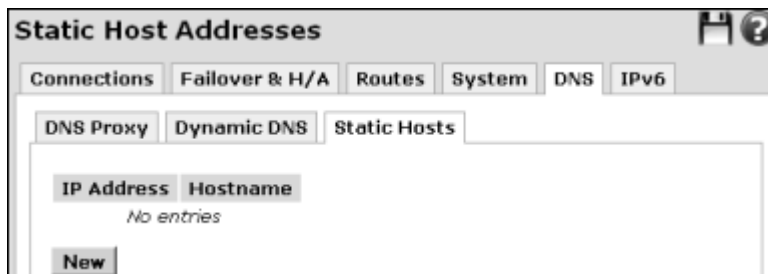 Static Host Addresses
Connections Failover & H/A Routes System DNS IPv6
DNS Proxy Dynamic DNS Static Hosts
IP Address Hostname
No entries
New